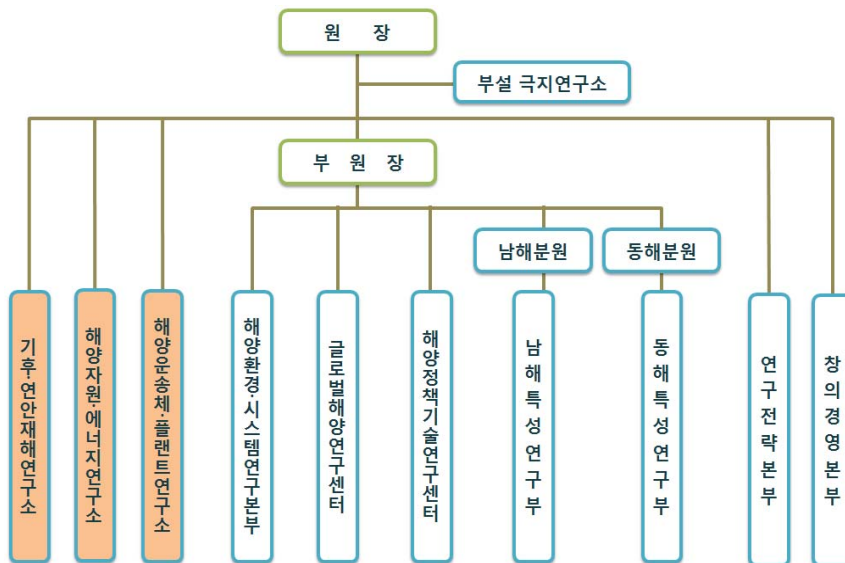 원 장
부설 극지연구소
부 원 장
남해분원
동해분원
기후·연안재해연구소
해양자원·에너지연구소
해양운송체·플랜트연구소
해양환경·시스템연구본부
글로벌해양연구센터
해양정책기술연구센터
남해특성연구부
동해특성연구부
연구전략본부
창의경영본부